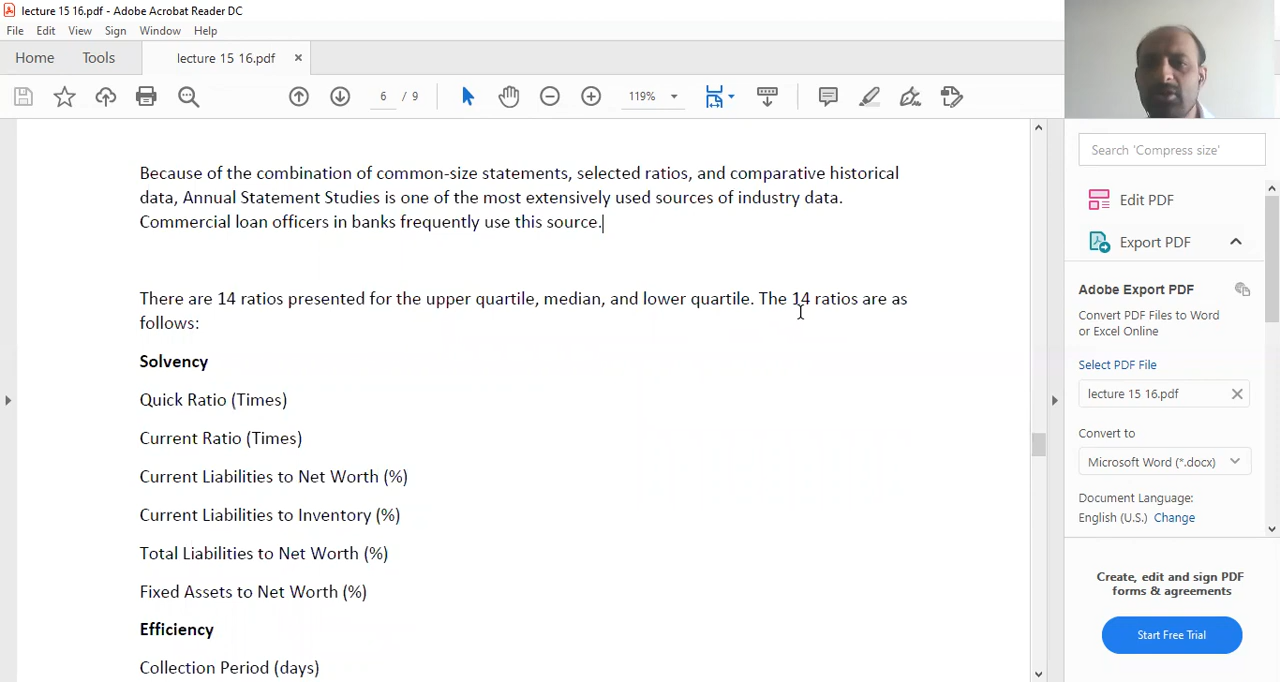 lecture 15 16.pdf - Adobe Acrobat Reader DC
File Edit View Sign Window Help
Home Tools lecture 15 16.pdf ×
6 / 9 119%
Because of the combination of common-size statements, selected ratios, and comparative historical
data, Annual Statement Studies is one of the most extensively used sources of industry data.
Commercial loan officers in banks frequently use this source.
There are 14 ratios presented for the upper quartile, median, and lower quartile. The 14 ratios are as
follows:
Solvency
Quick Ratio (Times)
Current Ratio (Times)
Current Liabilities to Net Worth (%)
Current Liabilities to Inventory (%)
Total Liabilities to Net Worth (%)
Fixed Assets to Net Worth (%)
Efficiency
Collection Period (days)
Search 'Compress size'
Edit PDF
Export PDF
Adobe Export PDF
Convert PDF Files to Word
or Excel Online
Select PDF File
lecture 15 16.pdf
Convert to
Microsoft Word (*.docx)
Document Language:
English (U.S.) Change
Create, edit and sign PDF
forms & agreements
Start Free Trial